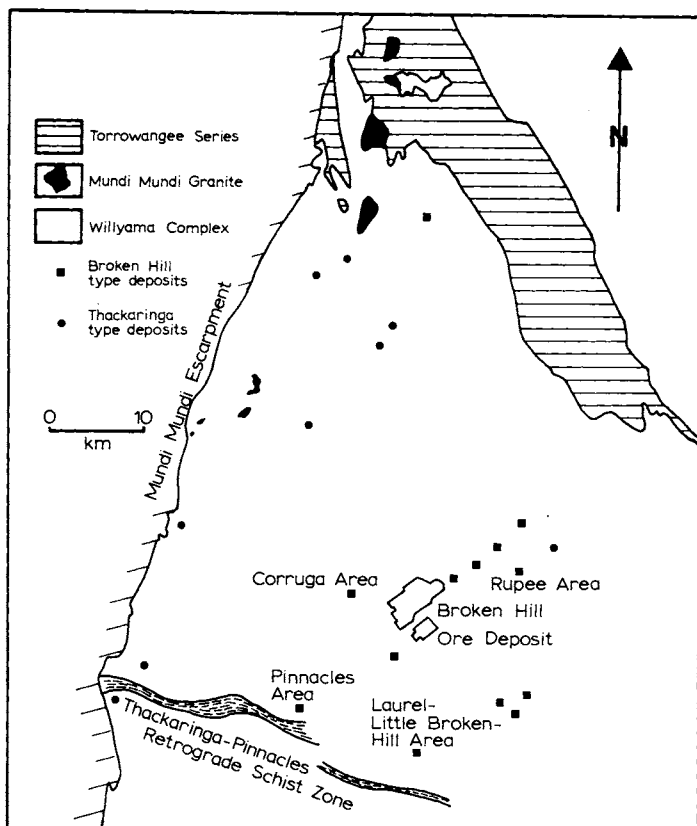 N
Torrowangee Series
Mundi Mundi Granite
Willyama Complex
Broken Hill
type deposits
Thackaringa
type deposits
0 10
km
Mundi Mundi Escarpment
Corruga Area
Rupee Area
Broken Hill
Ore Deposit
Pinnacles
Area
Laurel-
Little Broken-
Hill Area
Thackaringa-Pinnacles
Retrograde Schist Zone